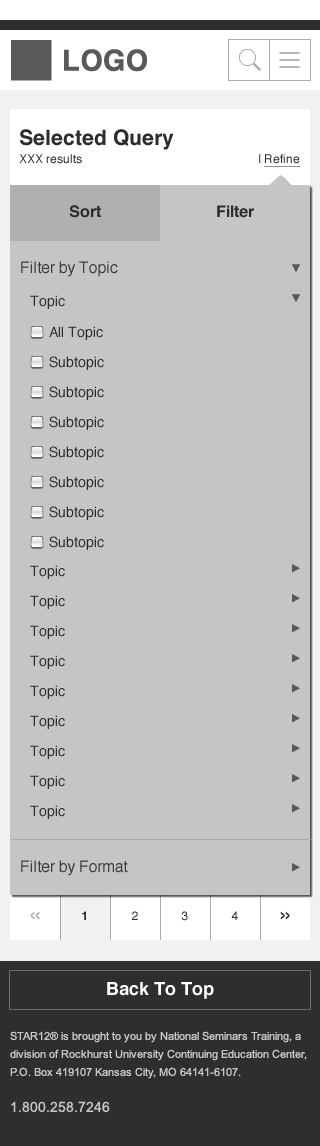 LOGO
Selected Query
XXX results
| Refine
Sort
Filter
Filter by Topic
Topic
All Topic
Subtopic
Subtopic
Subtopic
Subtopic
Subtopic
Subtopic
Subtopic
Topic
Topic
Topic
Topic
Topic
Topic
Topic
Topic
Topic
Filter by Format
<< 1 2 3 4 >>
Back To Top
STAR12® is brought to you by National Seminars Training, a
division of Rockhurst University Continuing Education Center,
P.O. Box 419107 Kansas City, MO 64141-6107.
1.800.258.7246